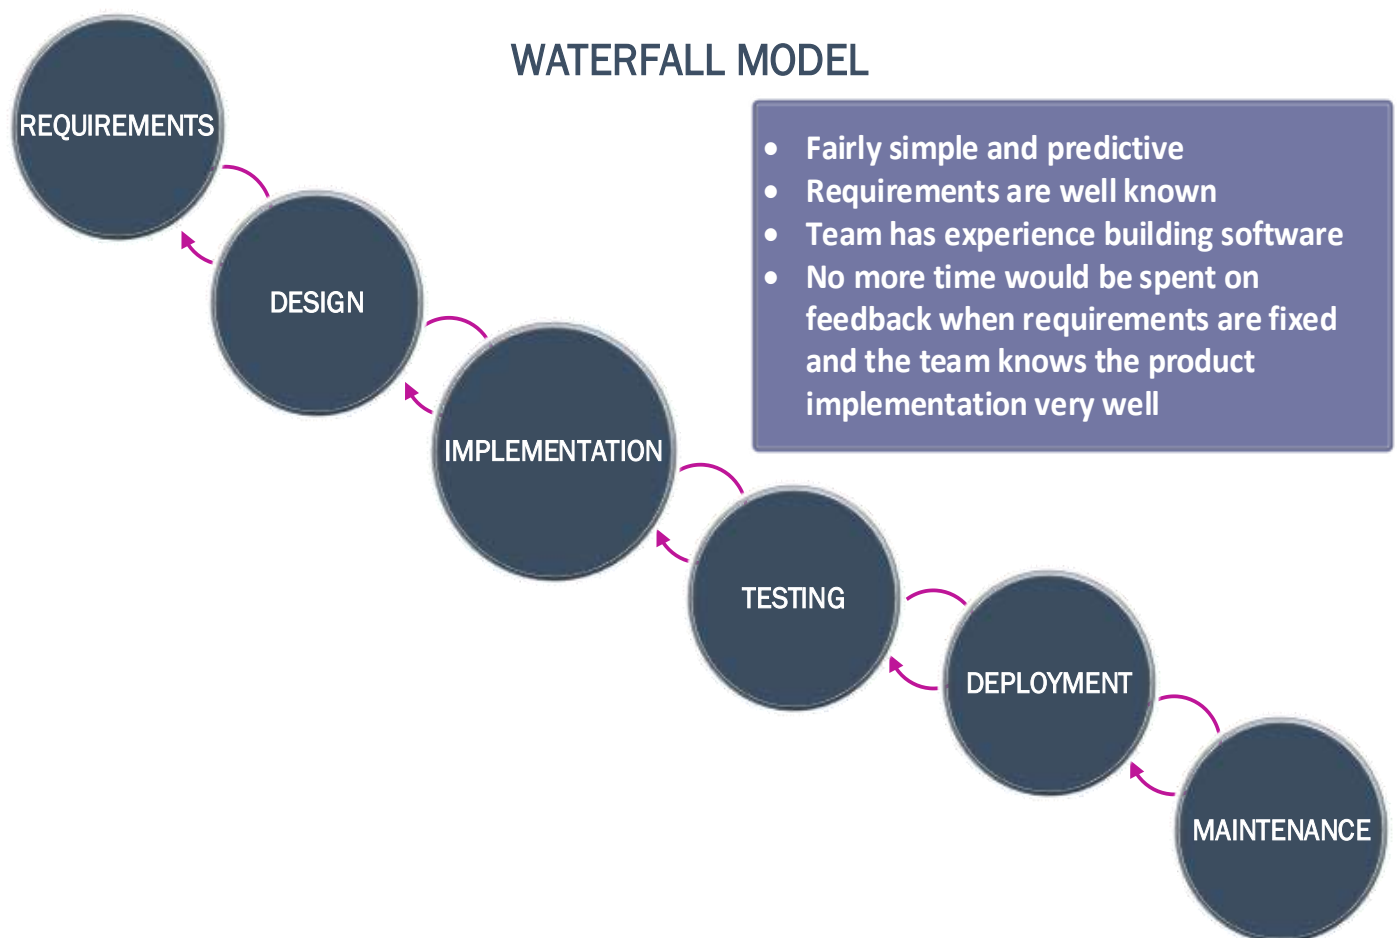 WATERFALL MODEL
REQUIREMENTS
• Fairly simple and predictive
• Requirements are well known
• Team has experience building software
• No more time would be spent on
feedback when requirements are fixed
and the team knows the product
implementation very well
DESIGN
IMPLEMENTATION
TESTING
DEPLOYMENT
MAINTENANCE